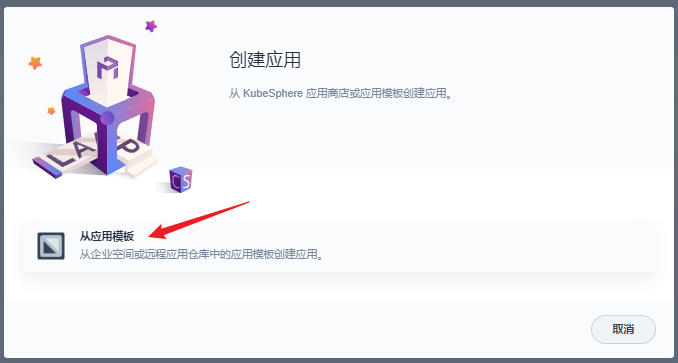 创建应用
从 KubeSphere 应用商店或应用模板创建应用。
LAP
CS
从应用模板
从企业空间或远程应用仓库中的应用模板创建应用。
取消